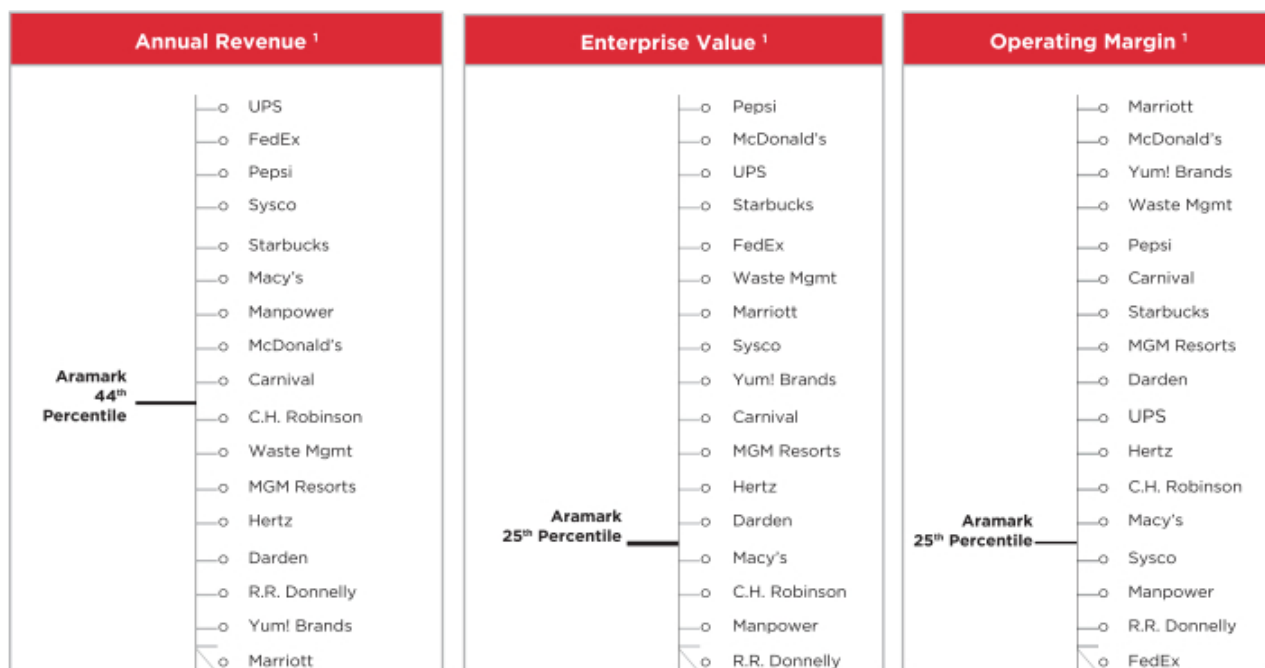 Annual Revenue ¹
UPS
FedEx
Pepsi
Sysco
Starbucks
Macy's
Manpower
McDonald's
Carnival
Aramark
44th
Percentile
C.H. Robinson
Waste Mgmt
MGM Resorts
Hertz
Darden
R.R. Donnelly
Yum! Brands
Marriott
Enterprise Value ¹
Pepsi
McDonald's
UPS
Starbucks
FedEx
Waste Mgmt
Marriott
Sysco
Yum! Brands
Carnival
MGM Resorts
Hertz
Darden
Aramark
25th Percentile
Macy's
C.H. Robinson
Manpower
R.R. Donnelly
Operating Margin ¹
Marriott
McDonald's
Yum! Brands
Waste Mgmt
Pepsi
Carnival
Starbucks
MGM Resorts
Darden
UPS
Hertz
C.H. Robinson
Macy's
Aramark
25th Percentile
Sysco
Manpower
R.R. Donnelly
FedEx